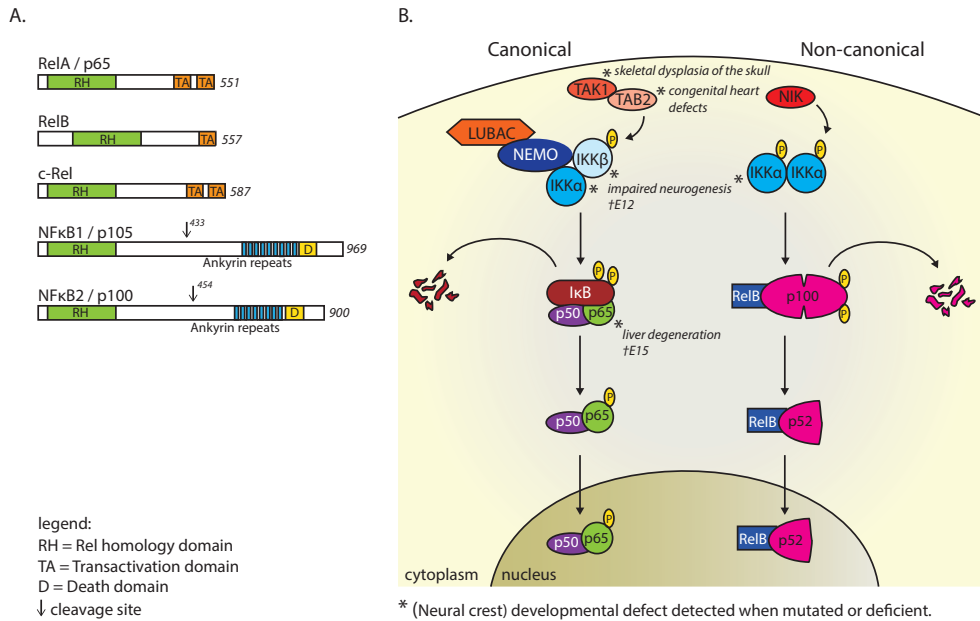 A.
RelA / p65
RH
TA
TA
551
RelB
RH
TA
557
c-Rel
RH
TA
TA
587
433
NFκB1 / p105
RH
D
969
Ankyrin repeats
454
NFκB2 / p100
RH
D
900
Ankyrin repeats
legend:
RH = Rel homology domain
TA = Transactivation domain
D = Death domain
↓ cleavage site
B.
Canonical
Non-canonical
* skeletal dysplasia of the skull
TAK1
TAB2
* congenital heart
defects
NIK
LUBAC
NEMO
P
IKKβ
IKKα
*
* impaired neurogenesis
†E12
*
P
P
IKKα
IKKα
P
P
IκB
p50
p65
* liver degeneration
†E15
RelB
p100
P
P
P
p50
p65
RelB
p52
P
p50
p65
RelB
p52
cytoplasm
nucleus
* (Neural crest) developmental defect detected when mutated or deficient.